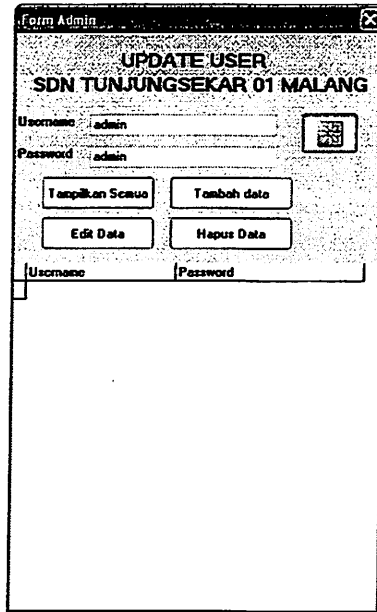 Form Admin
UPDATE USER
SDN TUNJUNGSEKAR 01 MALANG
Username admin
Password admin
Tampilkan Semua Tambah data
Edit Data Hapus Data
Username Password